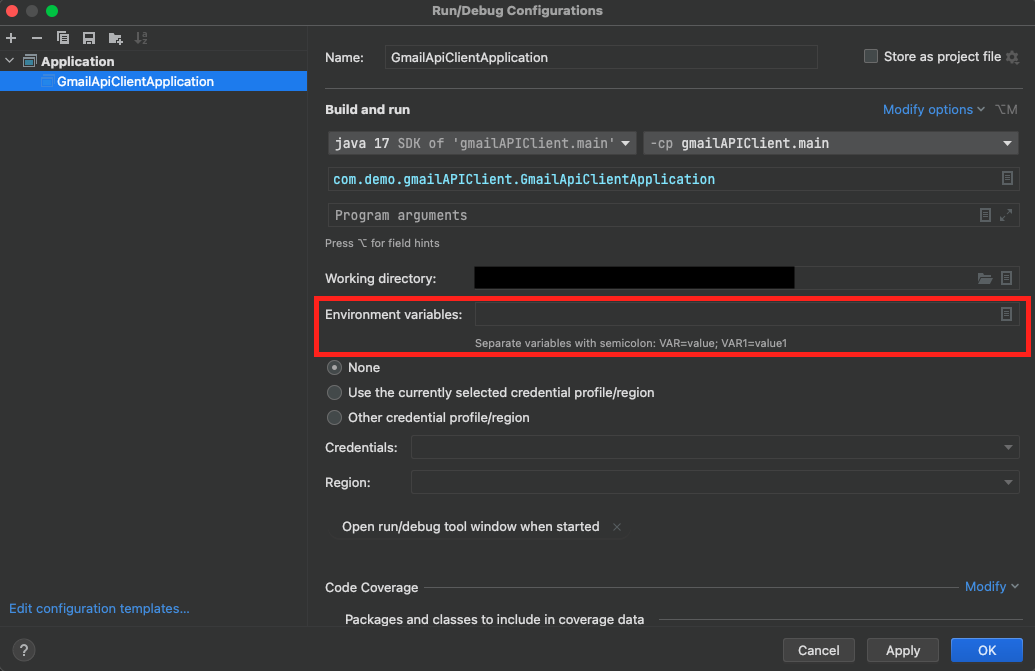 Run/Debug Configurations
Application
GmailApiClientApplication
Edit configuration templates...
?
Name:
GmailApiClientApplication
Store as project file
Build and run
Modify options
⌥M
java 17 SDK of 'gmailAPIClient.main'
-cp gmailAPIClient.main
com.demo.gmailAPIClient.GmailApiClientApplication
Program arguments
Press ⌥ for field hints
Working directory:
Environment variables:
Separate variables with semicolon: VAR=value; VAR1=value1
None
Use the currently selected credential profile/region
Other credential profile/region
Credentials:
Region:
Open run/debug tool window when started ×
Code Coverage
Modify
Packages and classes to include in coverage data
Cancel
Apply
OK